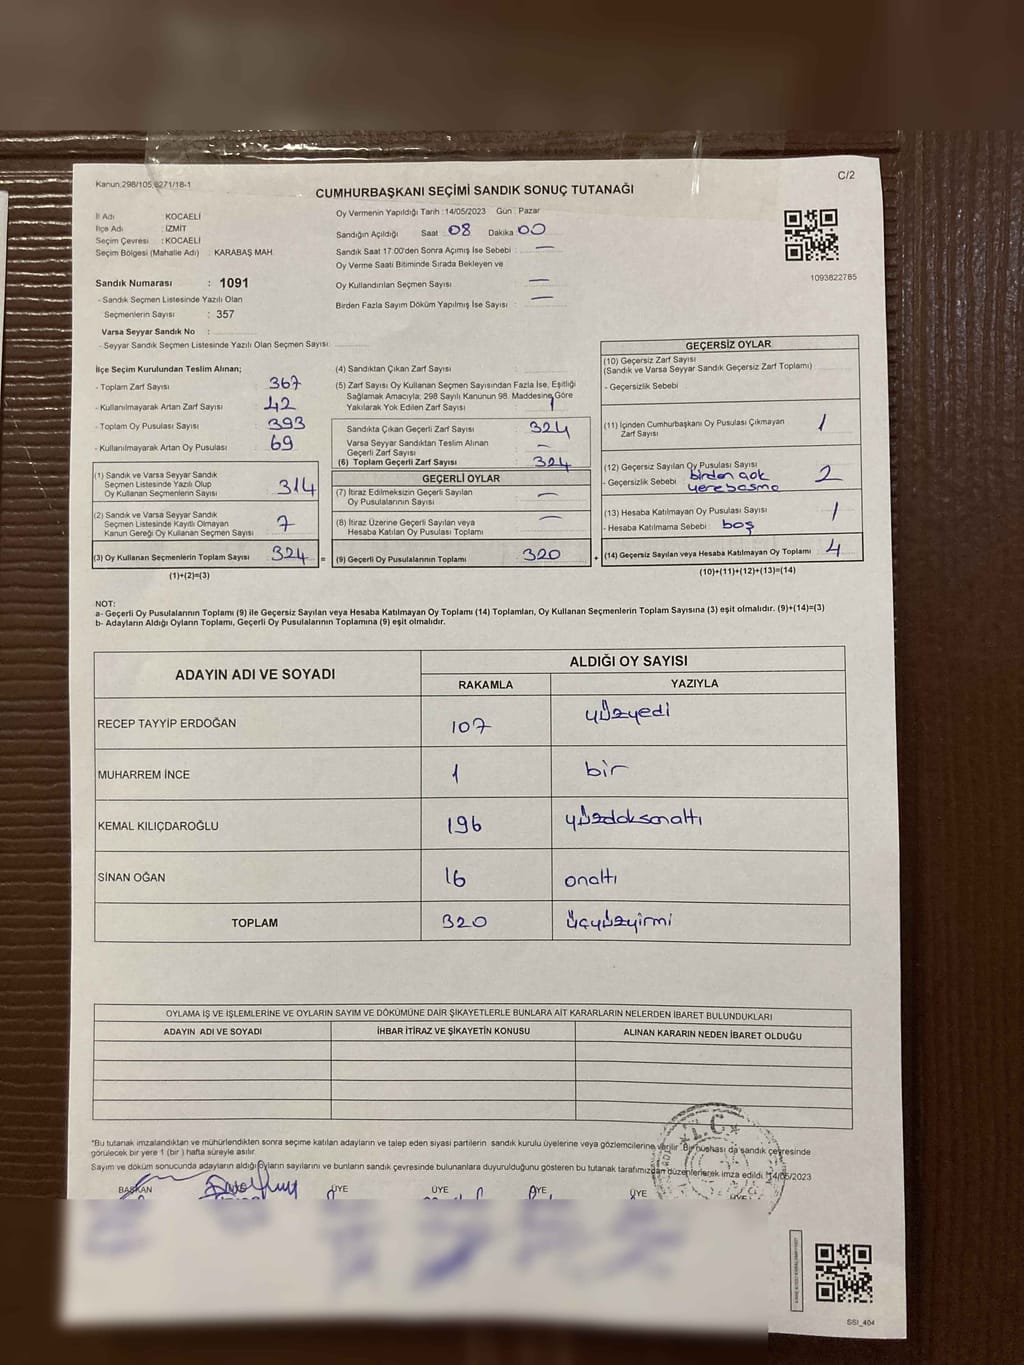 Kanun 298/105,6271/18-1
C/2
CUMHURBAŞKANI SEÇİMİ SANDIK SONUÇ TUTANAĞI
İl Adı KOCAELİ
İlçe Adı : İZMİT
Seçim Çevresi : KOCAELİ
Seçim Bölgesi (Mahalle Adı) : KARABAŞ MAH.
Oy Vermenin Yapıldığı Tarih : 14/05/2023 Gün : Pazar
Sandığın Açıldığı Saat : 08 Dakika : 00
Sandık Saat 17:00'den Sonra Açımış İse Sebebi : —
Oy Verme Saati Bitiminde Sırada Bekleyen ve
Oy Kullandırılan Seçmen Sayısı : —
Birden Fazla Sayım Döküm Yapılmış İse Sayısı : —
1093822785
Sandık Numarası : 1091
- Sandık Seçmen Listesinde Yazılı Olan
Seçmenlerin Sayısı : 357
Varsa Seyyar Sandık No :
- Seyyar Sandık Seçmen Listesinde Yazılı Olan Seçmen Sayısı :
İlçe Seçim Kurulundan Teslim Alınan;
- Toplam Zarf Sayısı 367
- Kullanılmayarak Artan Zarf Sayısı 42
- Toplam Oy Pusulası Sayısı 393
- Kullanılmayarak Artan Oy Pusulası 69
(1) Sandık ve Varsa Seyyar Sandık
Seçmen Listesinde Yazılı Olup
Oy Kullanan Seçmenlerin Sayısı 314
(2) Sandık ve Varsa Seyyar Sandık
Seçmen Listesinde Kayıtlı Olmayan
Kanun Gereği Oy Kullanan Seçmen Sayısı 7
(3) Oy Kullanan Seçmenlerin Toplam Sayısı 324 =
(1)+(2)=(3)
(4) Sandıktan Çıkan Zarf Sayısı :
(5) Zarf Sayısı Oy Kullanan Seçmen Sayısından Fazla İse, Eşitliği
Sağlamak Amacıyla, 298 Sayılı Kanunun 98. Maddesine Göre
Yakılarak Yok Edilen Zarf Sayısı 1
Sandıkta Çıkan Geçerli Zarf Sayısı 324
Varsa Seyyar Sandıktan Teslim Alınan
Geçerli Zarf Sayısı —
(6) Toplam Geçerli Zarf Sayısı 324
GEÇERLİ OYLAR
(7) İtiraz Edilmeksizin Geçerli Sayılan
Oy Pusulasının Sayısı —
(8) İtiraz Üzerine Geçerli Sayılan veya
Hesaba Katılan Oy Pusulası Toplamı —
(9) Geçerli Oy Pusulalarının Toplamı 320 +
GEÇERSİZ OYLAR
(10) Geçersiz Zarf Sayısı
(Sandık ve Varsa Seyyar Sandık Geçersiz Zarf Toplamı)
- Geçersizlik Sebebi
(11) İçinden Cumhurbaşkanı Oy Pusulası Çıkmayan
Zarf Sayısı 1
(12) Geçersiz Sayılan Oy Pusulası Sayısı
- Geçersizlik Sebebi birden çok yere basma 2
(13) Hesaba Katılmayan Oy Pusulası Sayısı 1
- Hesaba Katılmama Sebebi : boş
(14) Geçersiz Sayılan veya Hesaba Katılmayan Oy Toplamı 4
(10)+(11)+(12)+(13)=(14)
NOT:
a- Geçerli Oy Pusulalarının Toplamı (9) ile Geçersiz Sayılan veya Hesaba Katılmayan Oy Toplamı (14) Toplamları, Oy Kullanan Seçmenlerin Toplam Sayısına (3) eşit olmalıdır. (9)+(14)=(3)
b- Adayların Aldığı Oyların Toplamı, Geçerli Oy Pusulalarının Toplamına (9) eşit olmalıdır.
ADAYIN ADI VE SOYADI ALDIĞI OY SAYISI
RAKAMLA YAZIYLA
RECEP TAYYİP ERDOĞAN 107 yüzyedi
MUHARREM İNCE 1 bir
KEMAL KILIÇDAROĞLU 196 yüzdoksanaltı
SİNAN OĞAN 16 onaltı
TOPLAM 320 üçyüzyirmi
OYLAMA İŞ VE İŞLEMLERİNE VE OYLARIN SAYIM VE DÖKÜMÜNE DAİR ŞİKAYETLERLE BUNLARA AİT KARARLARIN NELERDEN İBARET BULUNDUKLARI
ADAYIN ADI VE SOYADI İHBAR İTİRAZ VE ŞİKAYETİN KONUSU ALINAN KARARIN NEDEN İBARET OLDUĞU
*Bu tutanak imzalandıktan ve mühürlendikten sonra seçime katılan adayların ve talep eden siyasi partilerin sandık kurulu üyelerine veya gözlemcilerine verilir. Bir nüshası da sandık çevresinde
görülecek bir yere 1 (bir ) hafta süreyle asılır.
Sayım ve döküm sonucunda adayların aldığı oyların sayılarını ve bunların sandık çevresinde bulunanlara duyurulduğunu gösteren bu tutanak tarafımızdan düzenlenerek imza edildi. 14/05/2023
T.C.
BAŞKAN ÜYE ÜYE ÜYE ÜYE
SSI_404